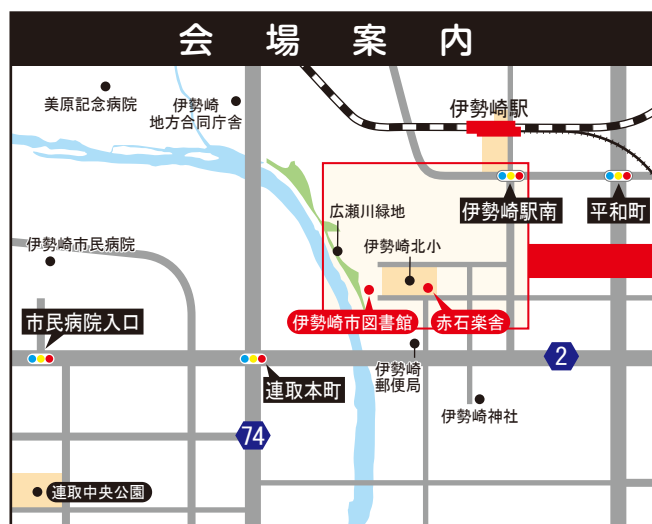 会場案内
美原記念病院
伊勢崎
地方合同庁舎
伊勢崎駅
広瀬川緑地
伊勢崎駅南
平和町
伊勢崎市民病院
伊勢崎北小
市民病院入口
伊勢崎市図書館
赤石楽舎
連取本町
伊勢崎
郵便局
2
伊勢崎神社
74
連取中央公園